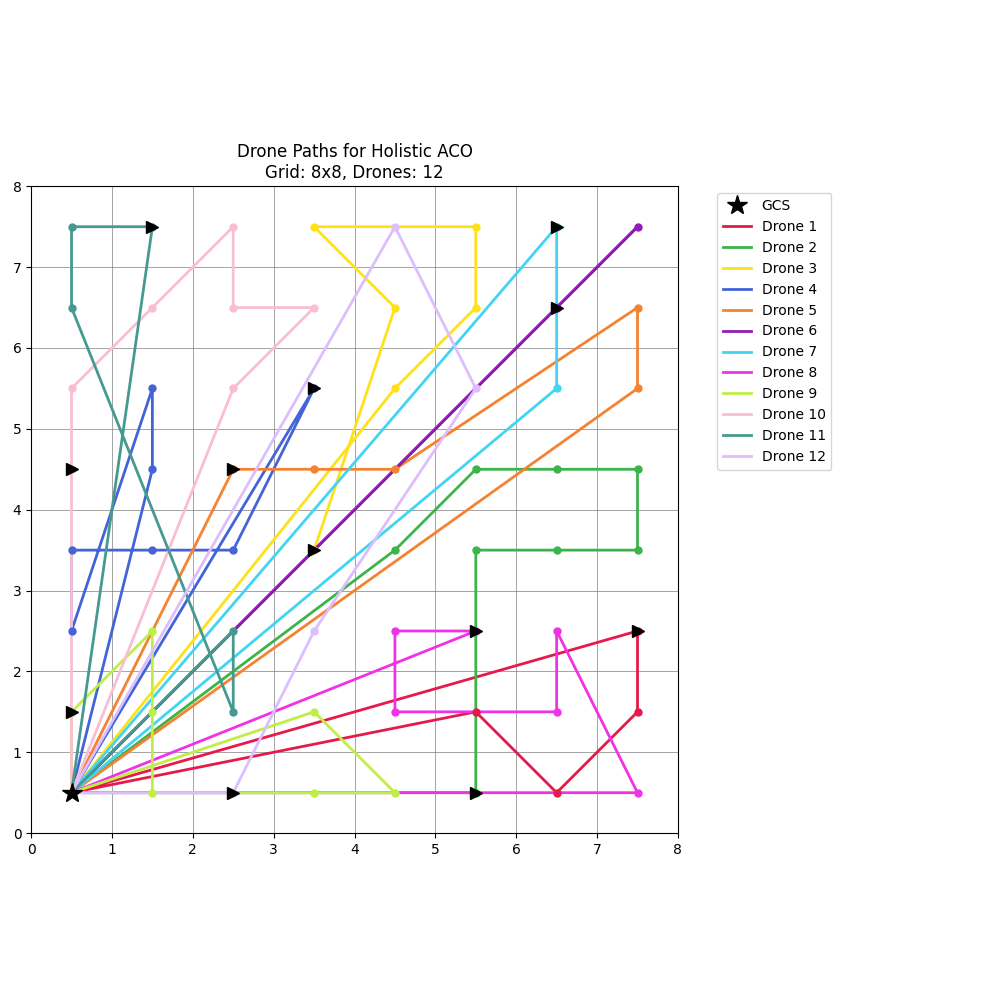 Drone Paths for Holistic ACO
Grid: 8x8, Drones: 12
8
7
6
5
4
3
2
1
0
0 1 2 3 4 5 6 7 8
GCS
Drone 1
Drone 2
Drone 3
Drone 4
Drone 5
Drone 6
Drone 7
Drone 8
Drone 9
Drone 10
Drone 11
Drone 12